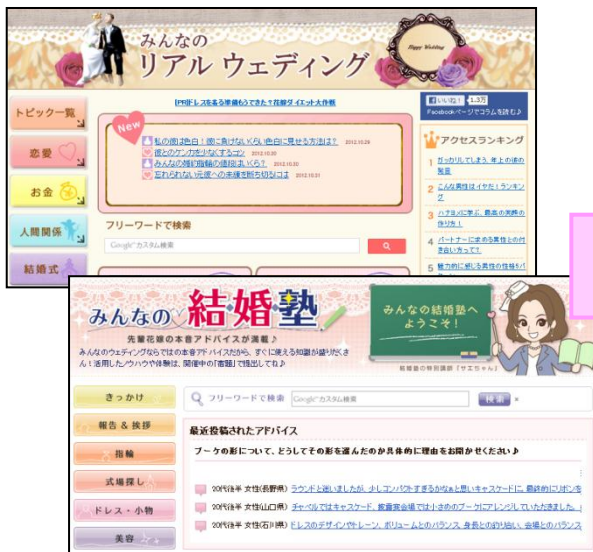 みんなの
リアル ウェディング
Happy Wedding
[PR]ドレスを着る準備もうできた?花嫁ダイエット大作戦
いいね! 1.3万
Facebookページでコラムを読む♪
トピック一覧
恋愛
お金
人間関係
結婚式
New
私の彼は色白!彼に負けないくらい色白に見せる方法は? 2012.10.29
彼とのケンカを少なくするコツ 2012.10.30
みんなの婚約指輪の値段はいくら? 2012.10.30
忘れられない元彼への未練を断ち切るには 2012.10.31
フリーワードで検索
Google™カスタム検索
アクセスランキング
1 がっかりしてしまう、年上の彼の発言
2 こんな男性はイヤだ!ランキング
3 ハナヨメに学ぶ、最高の笑顔の作り方!
4 パートナーに求める異性との付き合い方って?
5 魅力的に感じる異性の性格をバ
みんなの結婚塾
先輩花嫁の本音アドバイスが満載♪
みんなのウェディングならではの本音アドバイスだから、すぐに使える知識が盛りだくさ
ん!活用したノウハウや体験は、開催中の「宿題」で提出してね♪
みんなの結婚塾へ
ようこそ!
結婚塾の特別講師「サエちゃん」
きっかけ
報告 & 挨拶
指輪
式場探し
ドレス・小物
美容
フリーワードで検索
Google™カスタム検索
検索
×
最近投稿されたアドバイス
ブーケの形について、どうしてその形を選んだのか具体的に理由をお聞かせください♪
20代後半 女性(長野県) ラウンドと迷いましたが、少しコンパクトすぎるかなぁと思いキャスケードに。最終的にリボンを
20代後半 女性(山口県) チャペルではキャスケード、披露宴会場では小さめのブーケにアレンジしていただきました。
20代後半 女性(石川県) ドレスのデザインやトレーン、ボリュームとのバランス、身長との釣り合い、会場とのバランス